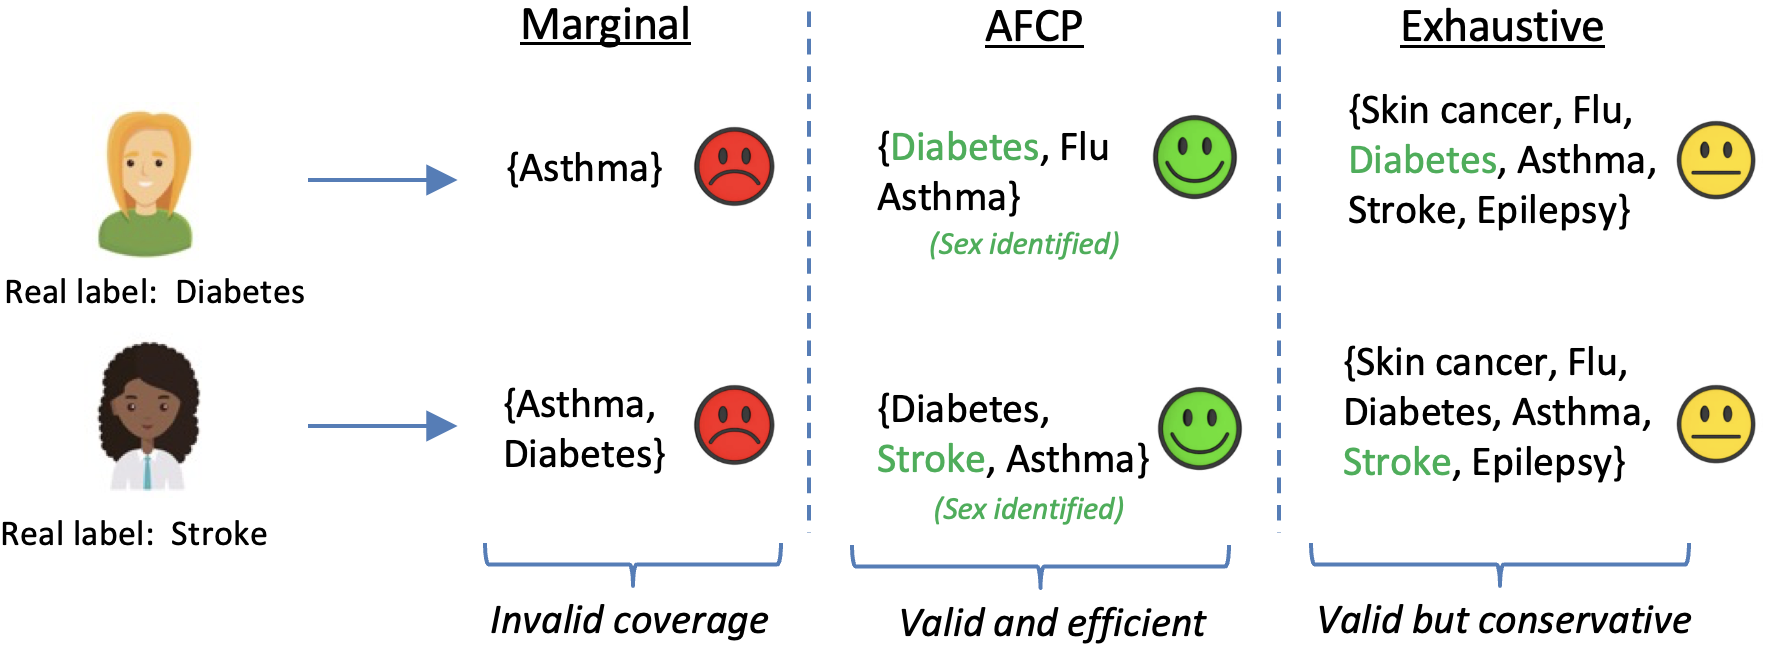 Marginal
AFCP
Exhaustive
{Asthma}
{Diabetes, Flu
Asthma}
(Sex identified)
{Skin cancer, Flu,
Diabetes, Asthma,
Stroke, Epilepsy}
Real label: Diabetes
{Asthma,
Diabetes}
{Diabetes,
Stroke, Asthma}
(Sex identified)
{Skin cancer, Flu,
Diabetes, Asthma,
Stroke, Epilepsy}
Real label: Stroke
Invalid coverage
Valid and efficient
Valid but conservative